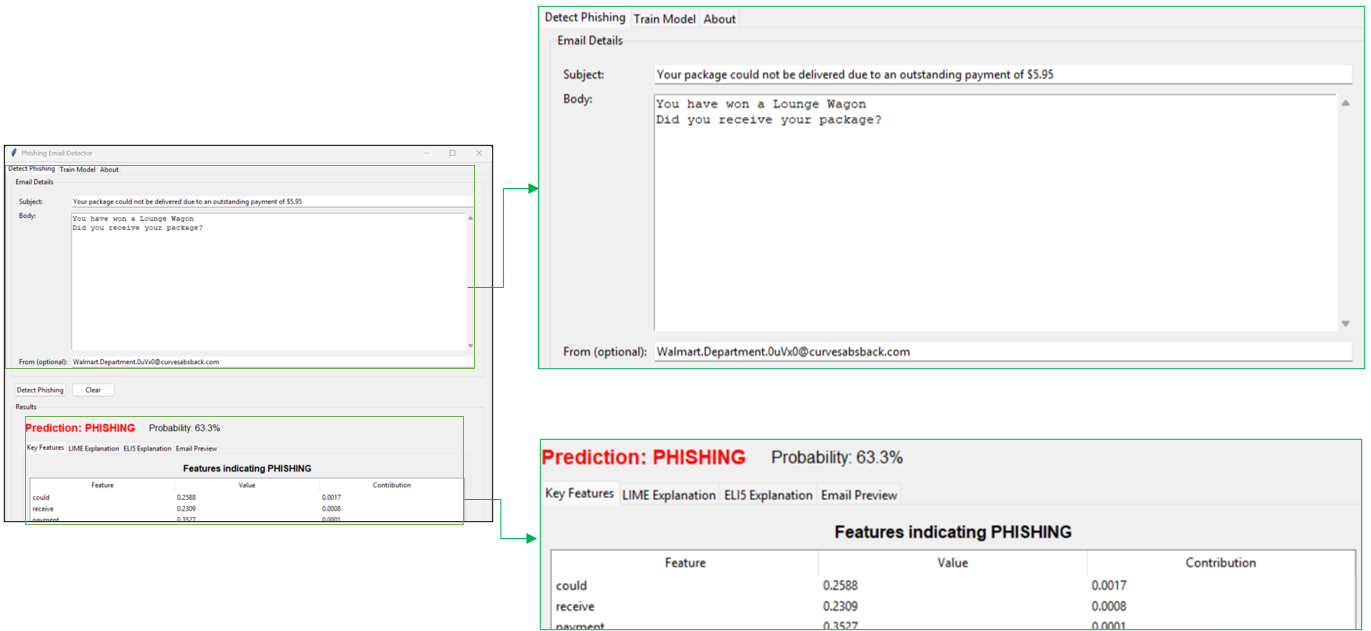 Phishing Email Detector
Detect Phishing Train Model About
Email Details
Subject: Your package could not be delivered due to an outstanding payment of $5.95
Body: You have won a Lounge Wagon
Did you receive your package?
From (optional): Walmart.Department.0uVx0@curvesabsback.com
Detect Phishing Clear
Results
Prediction: PHISHING Probability: 63.3%
Key Features LIME Explanation ELI5 Explanation Email Preview
Features indicating PHISHING
Feature Value Contribution
could 0.2588 0.0017
receive 0.2309 0.0008
payment 0.3527 0.0001
Detect Phishing Train Model About
Email Details
Subject: Your package could not be delivered due to an outstanding payment of $5.95
Body: You have won a Lounge Wagon
Did you receive your package?
From (optional): Walmart.Department.0uVx0@curvesabsback.com
Prediction: PHISHING Probability: 63.3%
Key Features LIME Explanation ELI5 Explanation Email Preview
Features indicating PHISHING
Feature Value Contribution
could 0.2588 0.0017
receive 0.2309 0.0008
payment 0.3527 0.0001